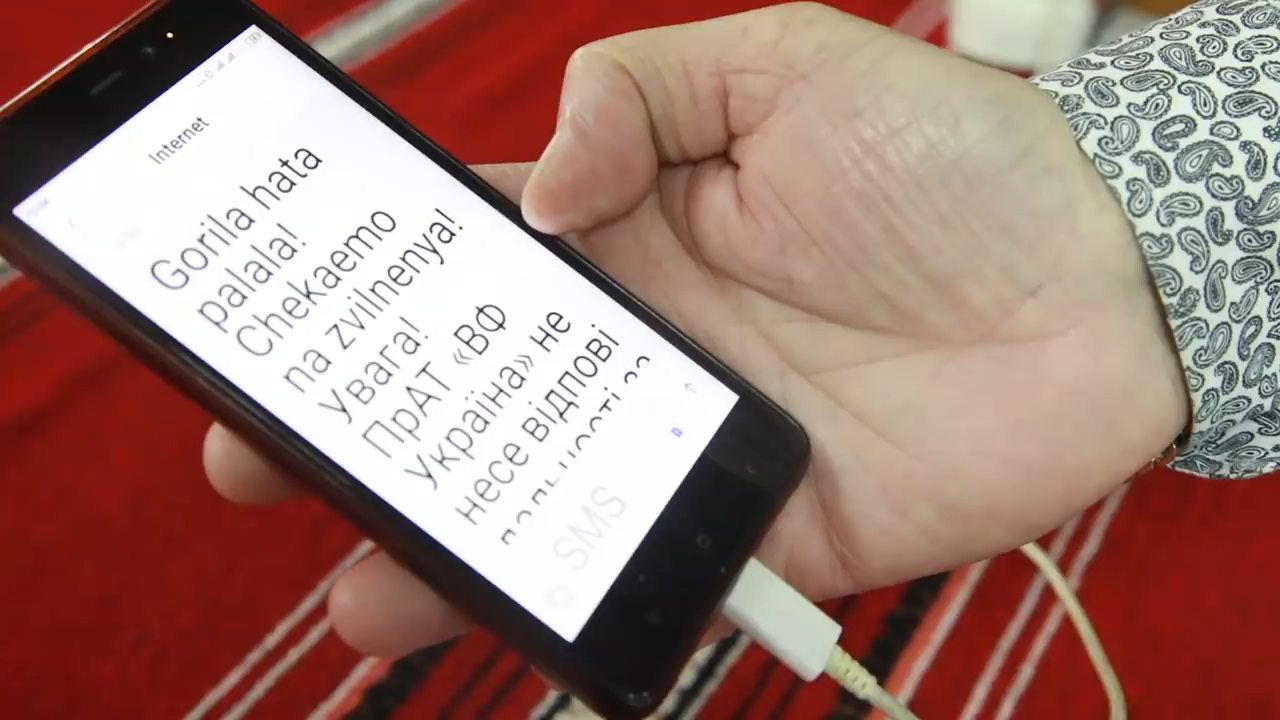 Internet
Gorila hata
palala!
Chekaemo
na zvilnenya!
Увага!
ПрАТ «ВФ
Україна» не
несе відпові
SMS